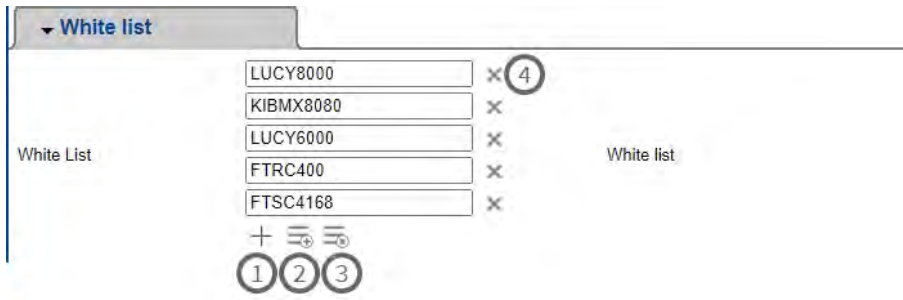 White list
LUCY8000
4
KIBMX8080
LUCY6000
White List
White list
FTRC400
FTSC4168
1 2 3